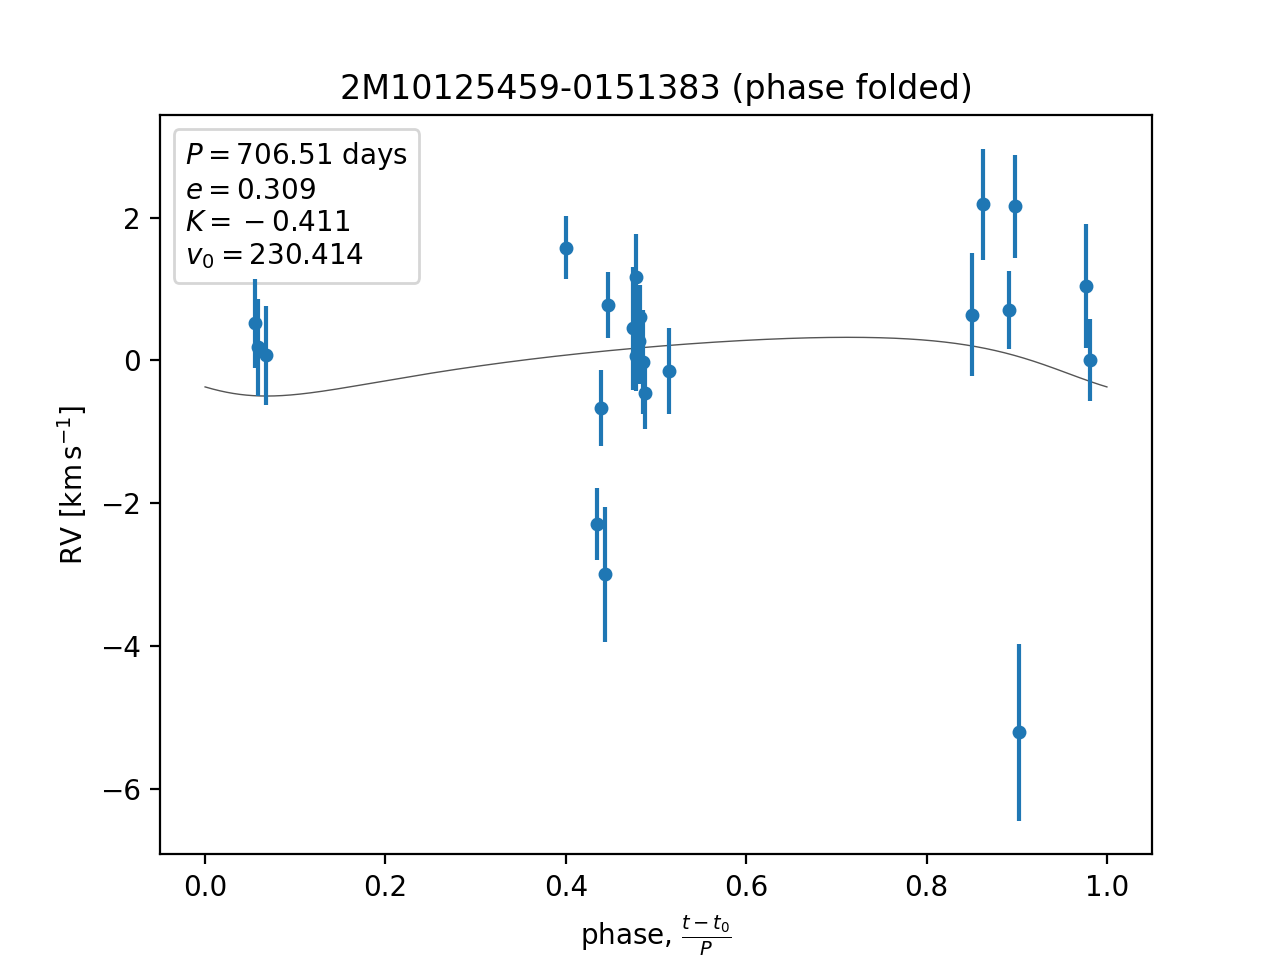 2M10125459-0151383 (phase folded)
P = 706.51 days
e = 0.309
K = −0.411
v₀ = 230.414
RV [km s⁻¹]
2
0
−2
−4
−6
0.0 0.2 0.4 0.6 0.8 1.0
phase, (t − t₀)/P